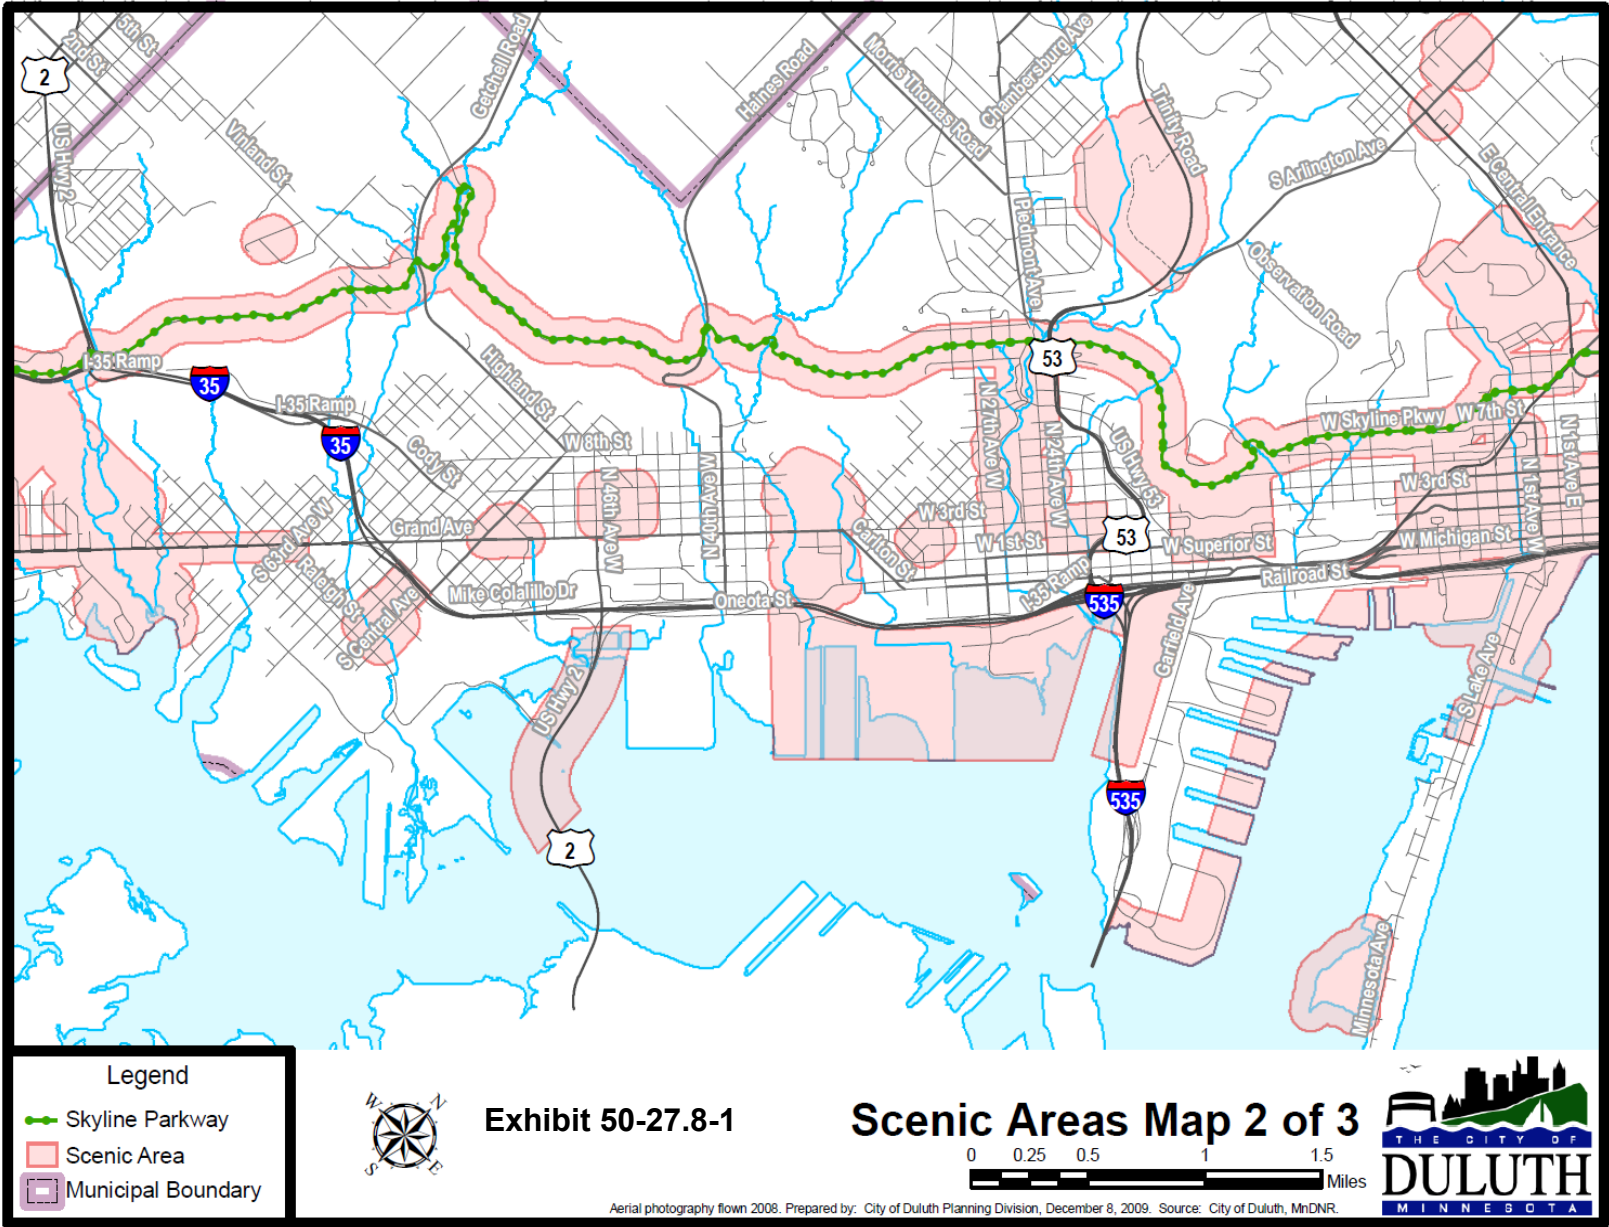 5th St
2nd St
2
US Hwy 2
Vinland St
Getchell Road
Haines Road
Morris Thomas Road
Chambersburg Ave
Trinity Road
S Arlington Ave
E Central Entrance
Piedmont Ave
Observation Road
I-35 Ramp
35
I-35 Ramp
35
Highland St
Cody St
W 8th St
N 46th Ave W
N 40th Ave W
N 27th Ave W
N 24th Ave W
53
US Hwy 53
53
W Skyline Pkwy
W 7th St
N 1st Ave E
N 1st Ave W
W 3rd St
W Michigan St
W Superior St
Railroad St
W 3rd St
W 1st St
Carlton St
Grand Ave
S 63rd Ave W
Raleigh St
S Central Ave
Mike Colalillo Dr
Oneota St
I-35 Ramp
535
Garfield Ave
S Lake Ave
US Hwy 2
2
535
Minnesota Ave
Legend
Skyline Parkway
Scenic Area
Municipal Boundary
W N
S E
Exhibit 50-27.8-1
Scenic Areas Map 2 of 3
0 0.25 0.5 1 1.5
Miles
Aerial photography flown 2008. Prepared by: City of Duluth Planning Division, December 8, 2009. Source: City of Duluth, MnDNR.
THE CITY OF
DULUTH
MINNESOTA